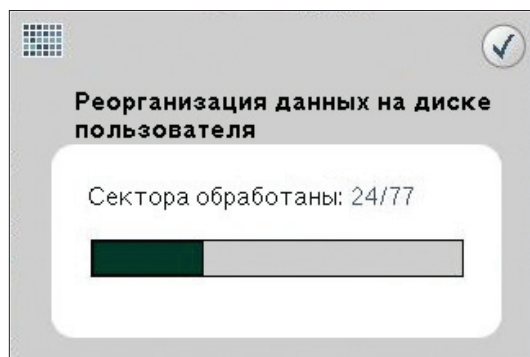 Реорганизация данных на диске
пользователя
Сектора обработаны: 24/77